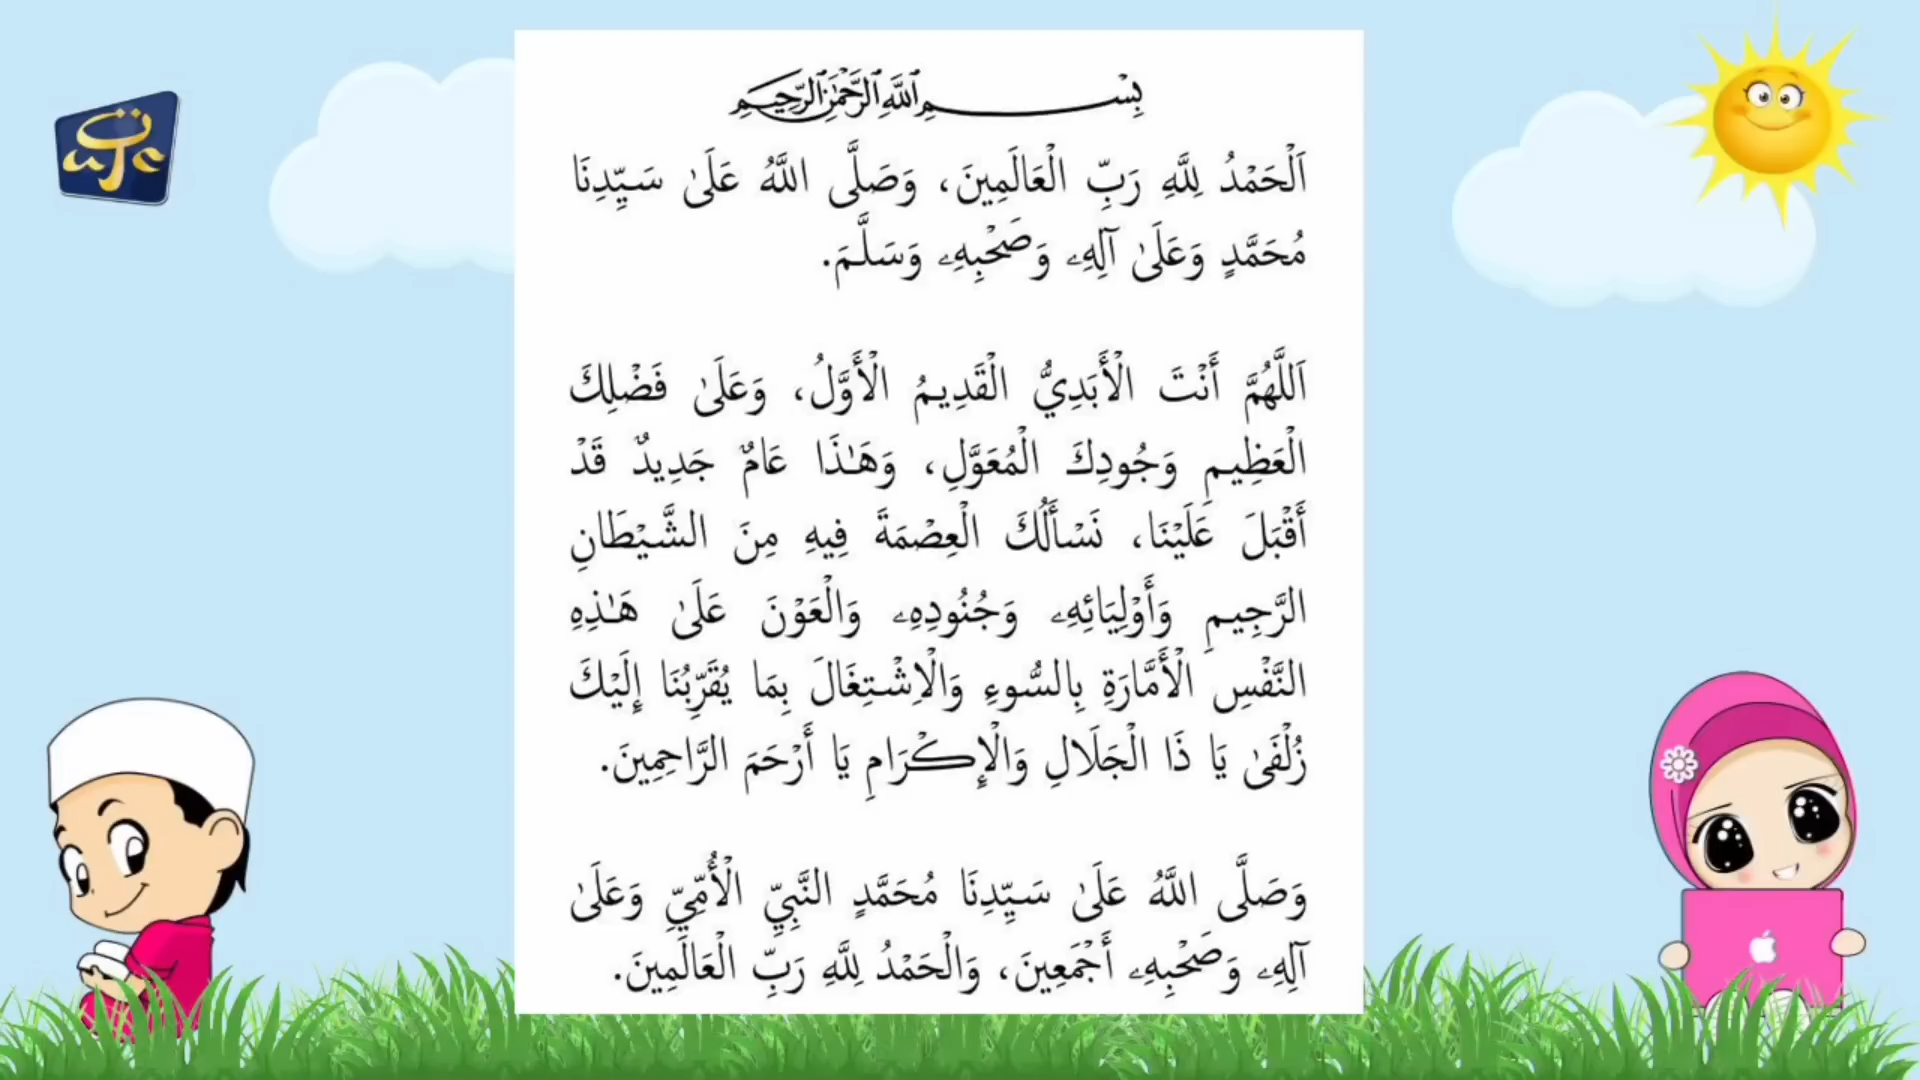 بِسْمِ اللَّهِ الرَّحْمَٰنِ الرَّحِيمِ
اَلْحَمْدُ لِلَّهِ رَبِّ الْعَالَمِينَ، وَصَلَّى اللَّهُ عَلَىٰ سَيِّدِنَا
مُحَمَّدٍ وَعَلَىٰ آلِهِۦ وَصَحْبِهِۦ وَسَلَّمَ.
اَللَّهُمَّ أَنْتَ الْأَبَدِيُّ الْقَدِيمُ الْأَوَّلُ، وَعَلَىٰ فَضْلِكَ
الْعَظِيمِ وَجُودِكَ الْمُعَوَّلِ، وَهَـٰذَا عَامٌ جَدِيدٌ قَدْ
أَقْبَلَ عَلَيْنَا، نَسْأَلُكَ الْعِصْمَةَ فِيهِ مِنَ الشَّيْطَانِ
الرَّجِيمِ وَأَوْلِيَائِهِۦ وَجُنُودِهِۦ وَالْعَوْنَ عَلَىٰ هَـٰذِهِ
النَّفْسِ الْأَمَّارَةِ بِالسُّوءِ وَالْاِشْتِغَالَ بِمَا يُقَرِّبُنَا إِلَيْكَ
زُلْفَىٰ يَا ذَا الْجَلَالِ وَالْإِكْرَامِ يَا أَرْحَمَ الرَّاحِمِينَ.
وَصَلَّى اللَّهُ عَلَىٰ سَيِّدِنَا مُحَمَّدٍ النَّبِيِّ الْأُمِّيِّ وَعَلَىٰ
آلِهِۦ وَصَحْبِهِۦ أَجْمَعِينَ، وَالْحَمْدُ لِلَّهِ رَبِّ الْعَالَمِينَ.